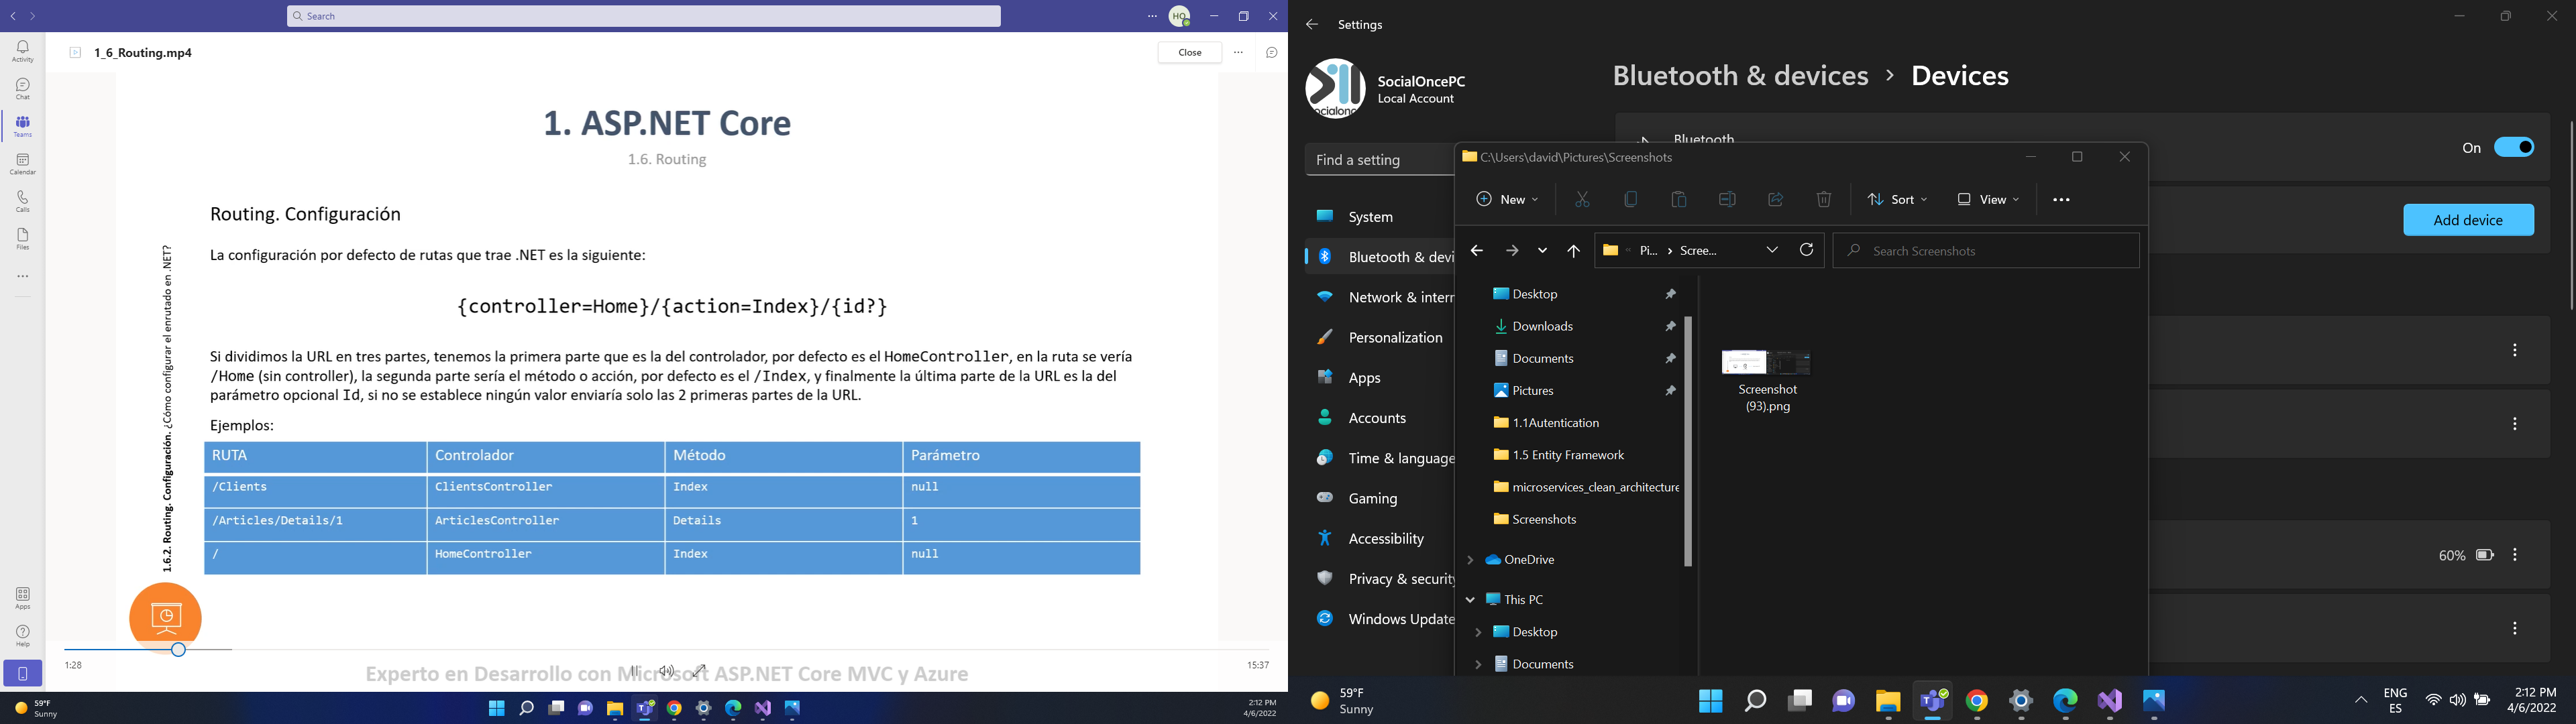 Search
HO
1_6_Routing.mp4
Close
Activity
Chat
Teams
Calendar
Calls
Files
Apps
Help
1. ASP.NET Core
1.6. Routing
1.6.2. Routing. Configuración. ¿Cómo configurar el enrutado en .NET?
Routing. Configuración
La configuración por defecto de rutas que trae .NET es la siguiente:
{controller=Home}/{action=Index}/{id?}
Si dividimos la URL en tres partes, tenemos la primera parte que es la del controlador, por defecto es el HomeController, en la ruta se vería
/Home (sin controller), la segunda parte sería el método o acción, por defecto es el /Index, y finalmente la última parte de la URL es la del
parámetro opcional Id, si no se establece ningún valor enviaría solo las 2 primeras partes de la URL.
Ejemplos:
RUTA Controlador Método Parámetro
/Clients ClientsController Index null
/Articles/Details/1 ArticlesController Details 1
/ HomeController Index null
1:28
15:37
Experto en Desarrollo con Microsoft ASP.NET Core MVC y Azure
59°F
Sunny
2:12 PM
4/6/2022
Settings
SocialOncePC
Local Account
Find a setting
System
Bluetooth & devi
Network & intern
Personalization
Apps
Accounts
Time & language
Gaming
Accessibility
Privacy & security
Windows Update
Bluetooth & devices > Devices
Bluetooth
On
Add device
60%
C:\Users\david\Pictures\Screenshots
New
Sort
View
Pi... > Scree...
Search Screenshots
Desktop
Downloads
Documents
Pictures
1.1Autentication
1.5 Entity Framework
microservices_clean_architecture
Screenshots
OneDrive
This PC
Desktop
Documents
Screenshot
(93).png
59°F
Sunny
ENG
ES
2:12 PM
4/6/2022